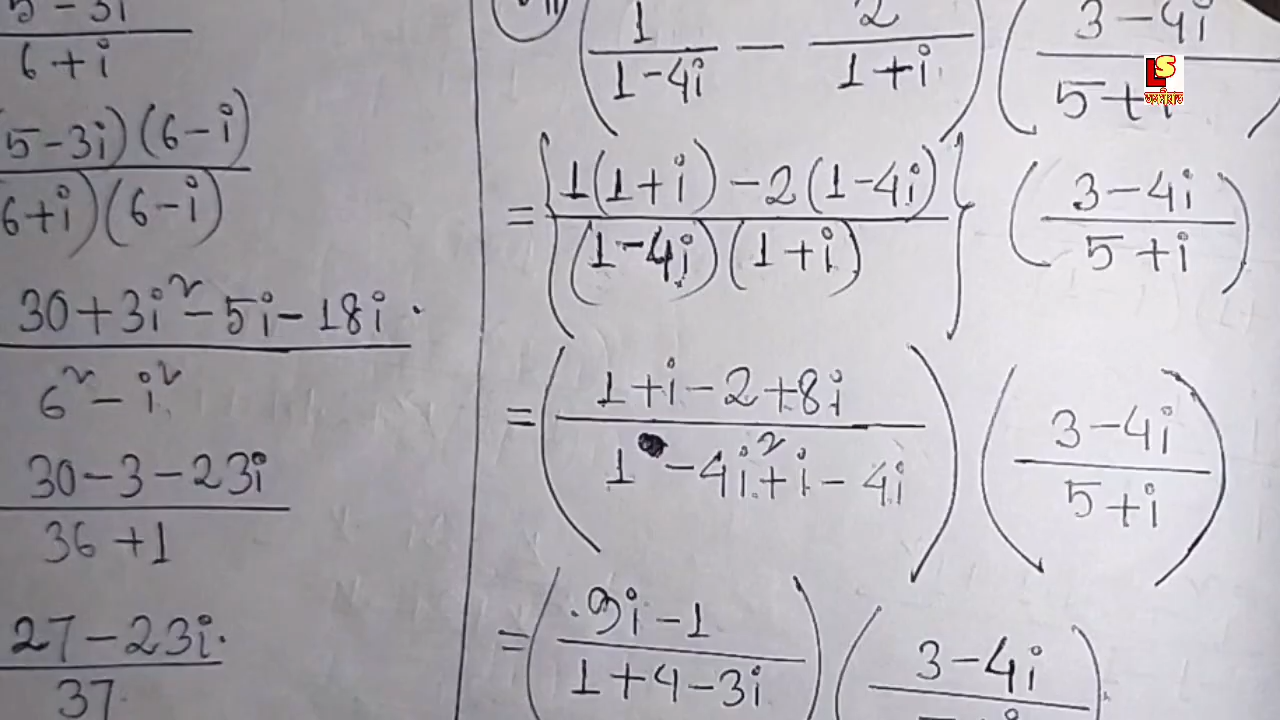 5 - 3i
6 + i
5 - 3i) (6 - i)
6 + i) (6 - i)
30 + 3i² - 5i - 18i .
6² - i²
30 - 3 - 23i
36 + 1
27 - 23i .
37
( 1/(1 - 4i) - 2/(1 + i) ) ( (3 - 4i)/(5 + i) )
LS
= { (1(1 + i) - 2(1 - 4i))/((1 - 4i)(1 + i)) } ( (3 - 4i)/(5 + i) )
= ( (1 + i - 2 + 8i)/(1 - 4i² + i - 4i) ) ( (3 - 4i)/(5 + i) )
= ( (9i - 1)/(1 + 4 - 3i) ) ( 3 - 4i